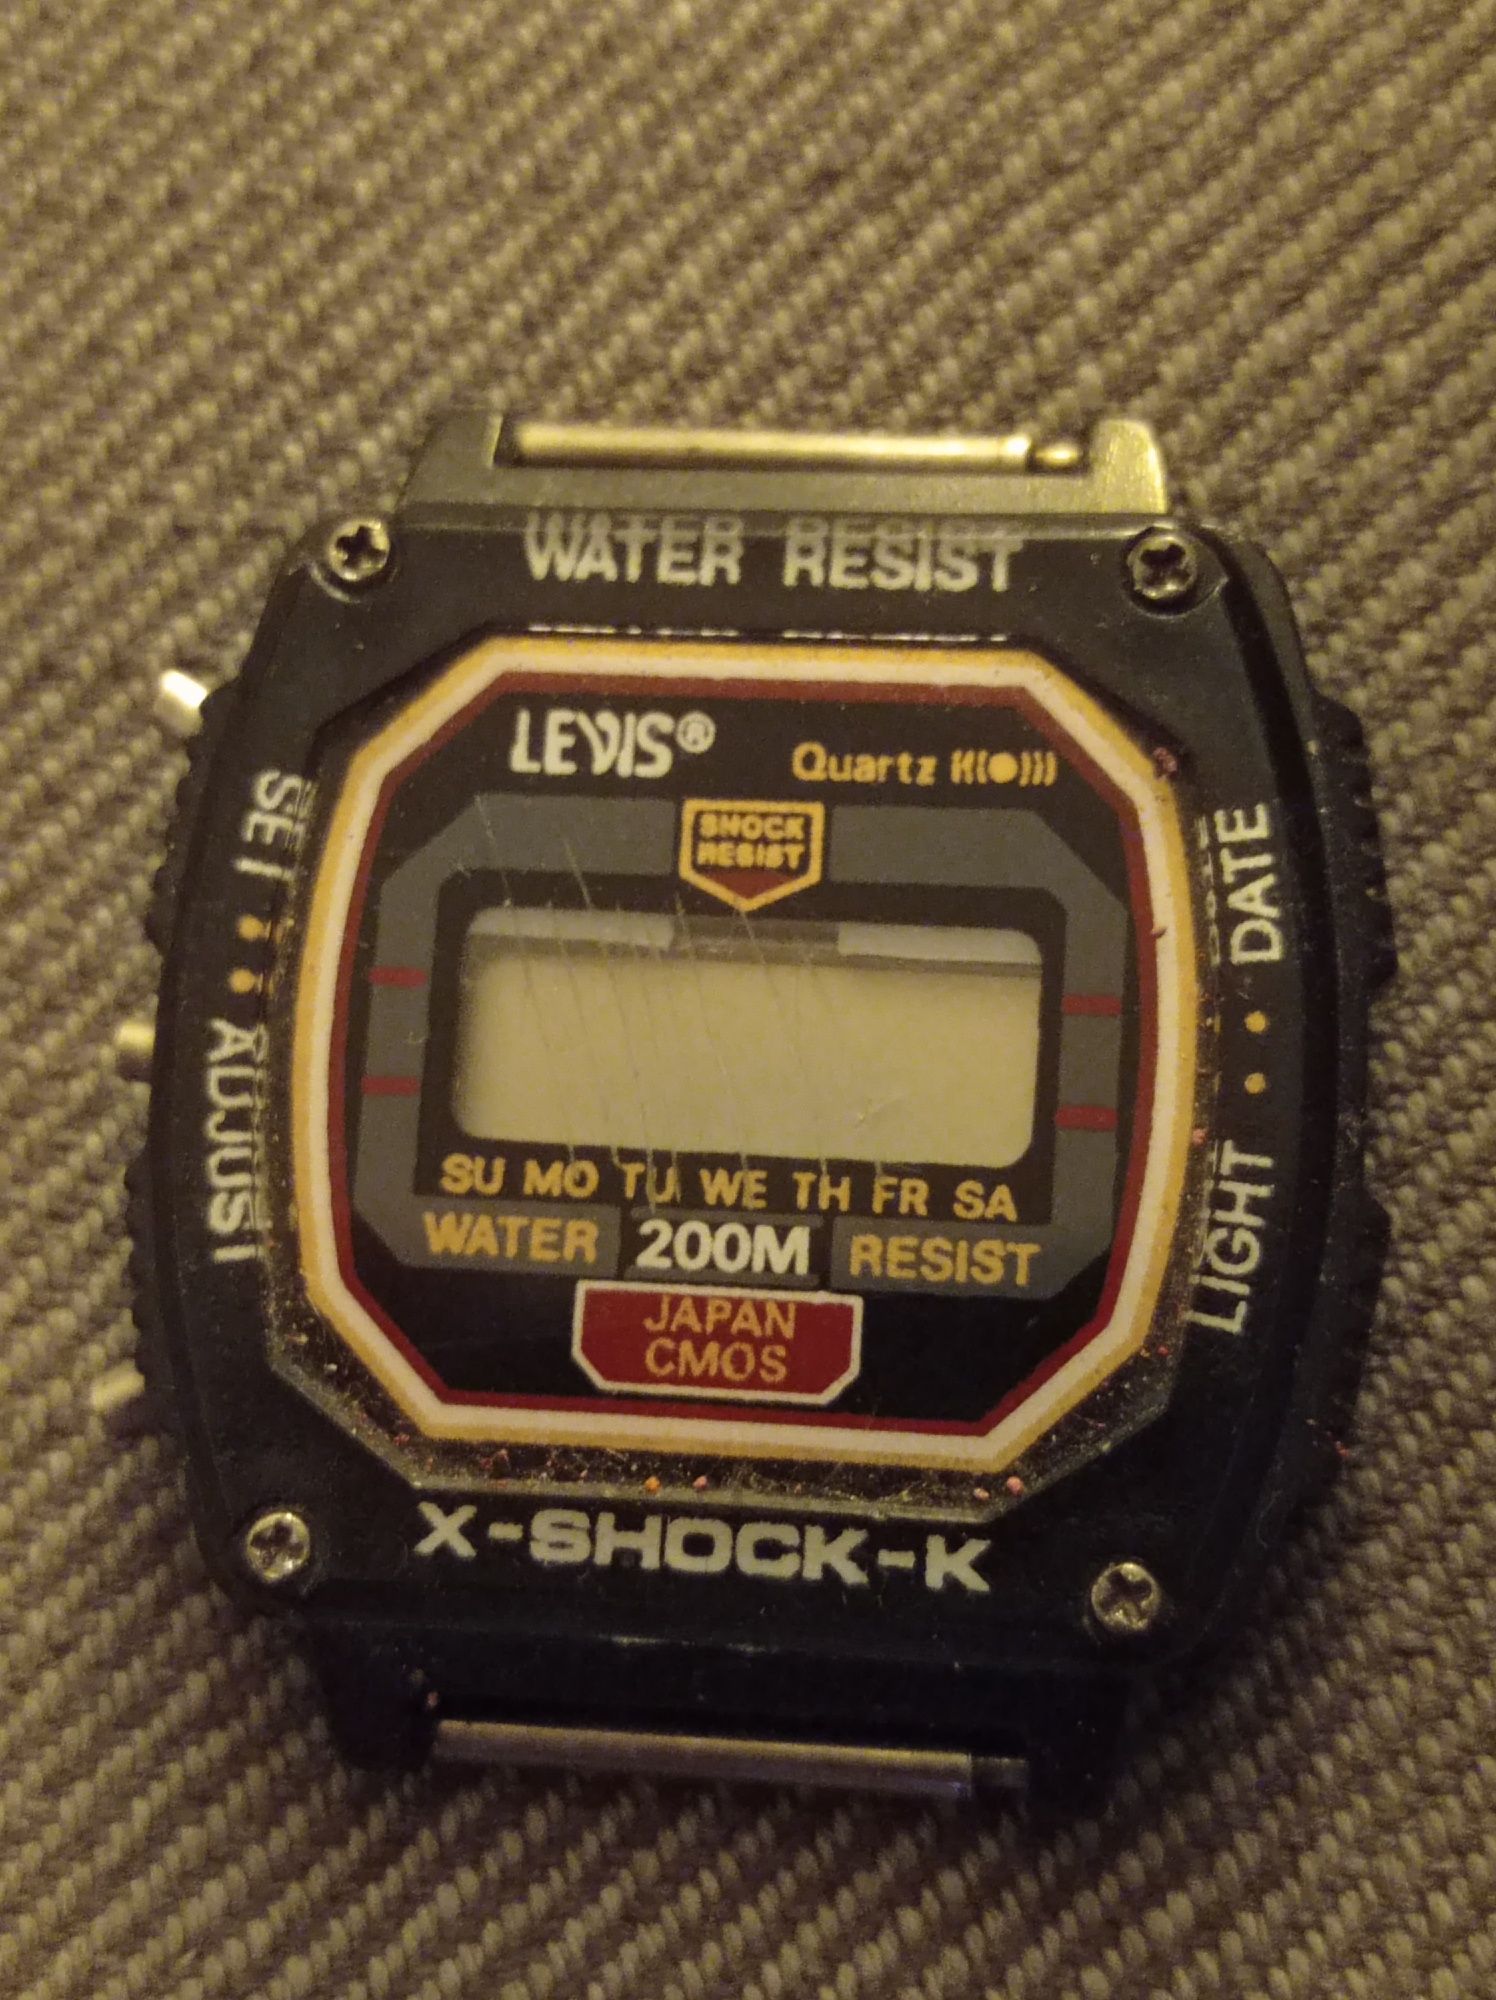 WATER RESIST
LEVIS®
Quartz
SHOCK
RESIST
SET
ADJUST
DATE
LIGHT
SU MO TU WE TH FR SA
WATER 200M RESIST
JAPAN
CMOS
X-SHOCK-K